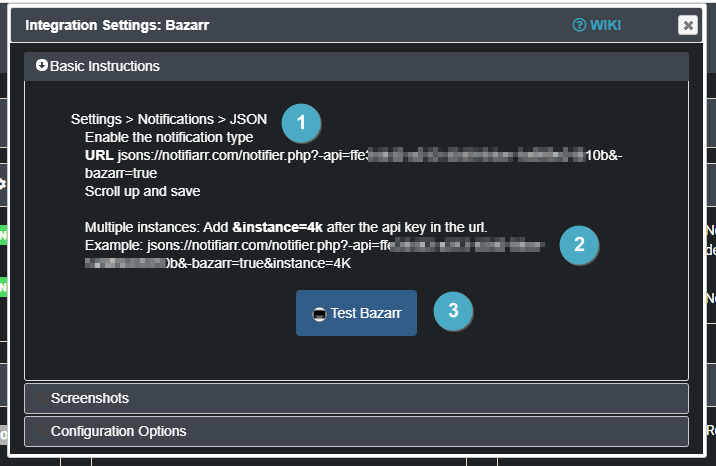 Integration Settings: Bazarr
WIKI
Basic Instructions
Settings > Notifications > JSON
1
Enable the notification type
URL jsons://notifiarr.com/notifier.php?-api=ffe 10b&-
bazarr=true
Scroll up and save
Multiple instances: Add &instance=4k after the api key in the url.
Example: jsons://notifiarr.com/notifier.php?-api=ffe
2
0b&-bazarr=true&instance=4K
Test Bazarr
3
Screenshots
Configuration Options